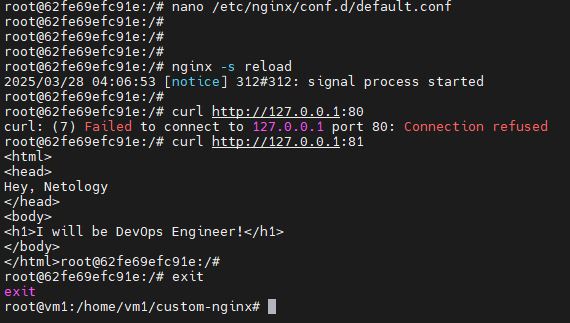 root@62fe69efc91e:/# nano /etc/nginx/conf.d/default.conf
root@62fe69efc91e:/#
root@62fe69efc91e:/#
root@62fe69efc91e:/#
root@62fe69efc91e:/# nginx -s reload
2025/03/28 04:06:53 [notice] 312#312: signal process started
root@62fe69efc91e:/#
root@62fe69efc91e:/# curl http://127.0.0.1:80
curl: (7) Failed to connect to 127.0.0.1 port 80: Connection refused
root@62fe69efc91e:/# curl http://127.0.0.1:81
<html>
<head>
Hey, Netology
</head>
<body>
<h1>I will be DevOps Engineer!</h1>
</body>
</html>root@62fe69efc91e:/#
root@62fe69efc91e:/# exit
exit
root@vm1:/home/vm1/custom-nginx#